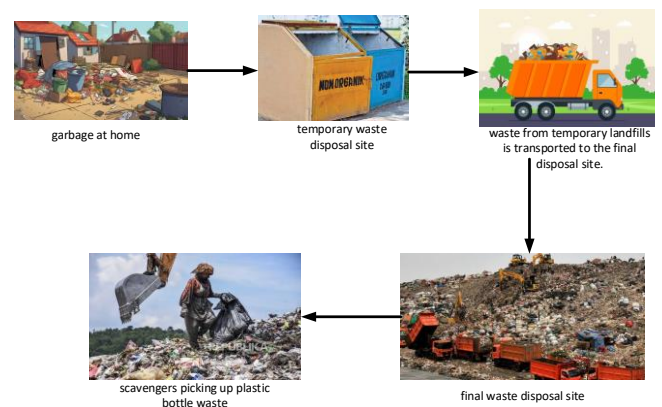 garbage at home
NON ORGANIK
ORGANIK
temporary waste
disposal site
waste from temporary landfills
is transported to the final
disposal site.
scavengers picking up plastic
bottle waste
final waste disposal site